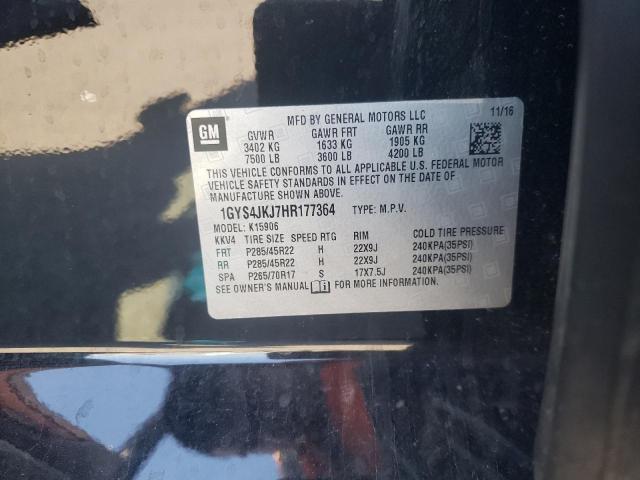 GM
MFD BY GENERAL MOTORS LLC
11/16
GVWR GAWR FRT GAWR RR
3402 KG 1633 KG 1905 KG
7500 LB 3600 LB 4200 LB
THIS VEHICLE CONFORMS TO ALL APPLICABLE U.S. FEDERAL MOTOR
VEHICLE SAFETY STANDARDS IN EFFECT ON THE DATE OF
MANUFACTURE SHOWN ABOVE.
1GYS4JKJ7HR177364 TYPE: M.P.V.
MODEL: K15906
KKV4 TIRE SIZE SPEED RTG RIM COLD TIRE PRESSURE
FRT P285/45R22 H 22X9J 240KPA(35PSI)
RR P285/45R22 H 22X9J 240KPA(35PSI)
SPA P265/70R17 S 17X7.5J 240KPA(35PSI)
SEE OWNER'S MANUAL FOR MORE INFORMATION.